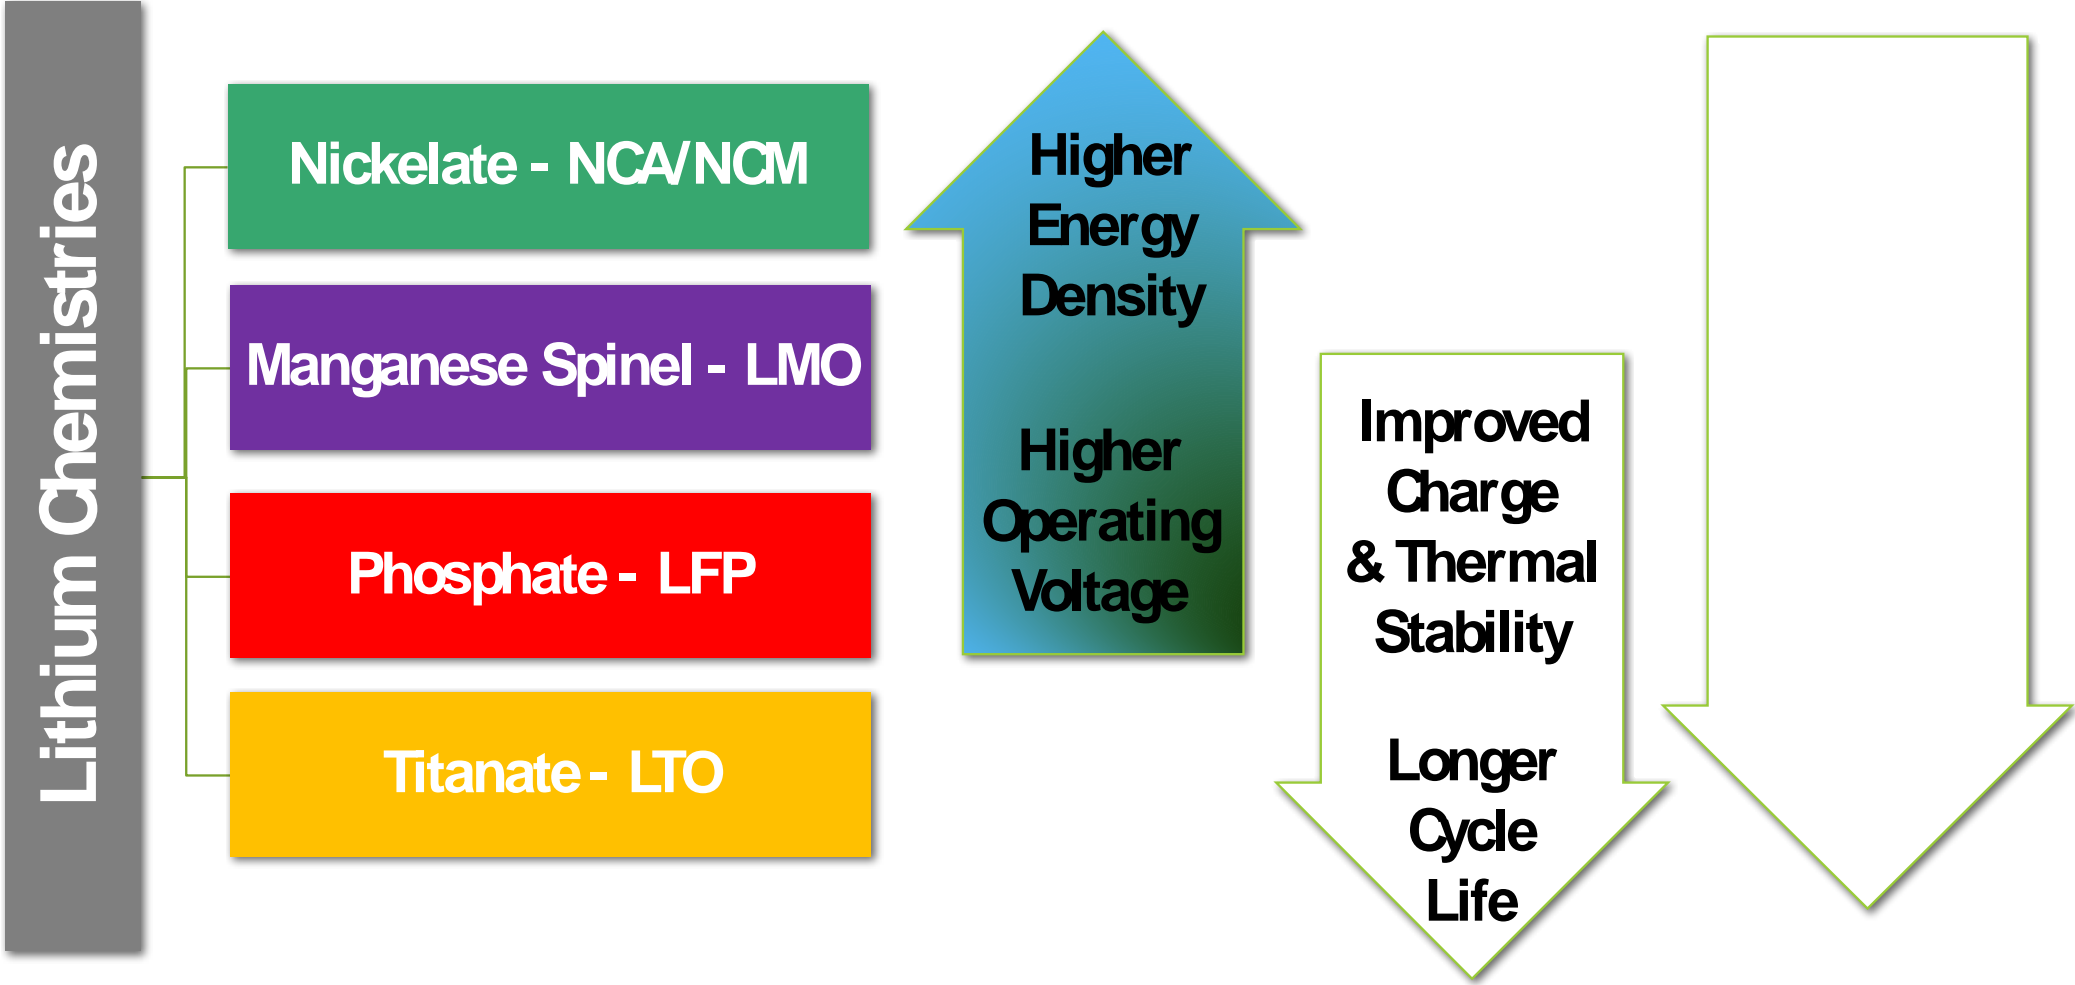 Lithium Chemistries
Nickelate - NCA/NCM
Manganese Spinel - LMO
Phosphate - LFP
Titanate - LTO
Higher
Energy
Density
Higher
Operating
Voltage
Improved
Charge
& Thermal
Stability
Longer
Cycle
Life